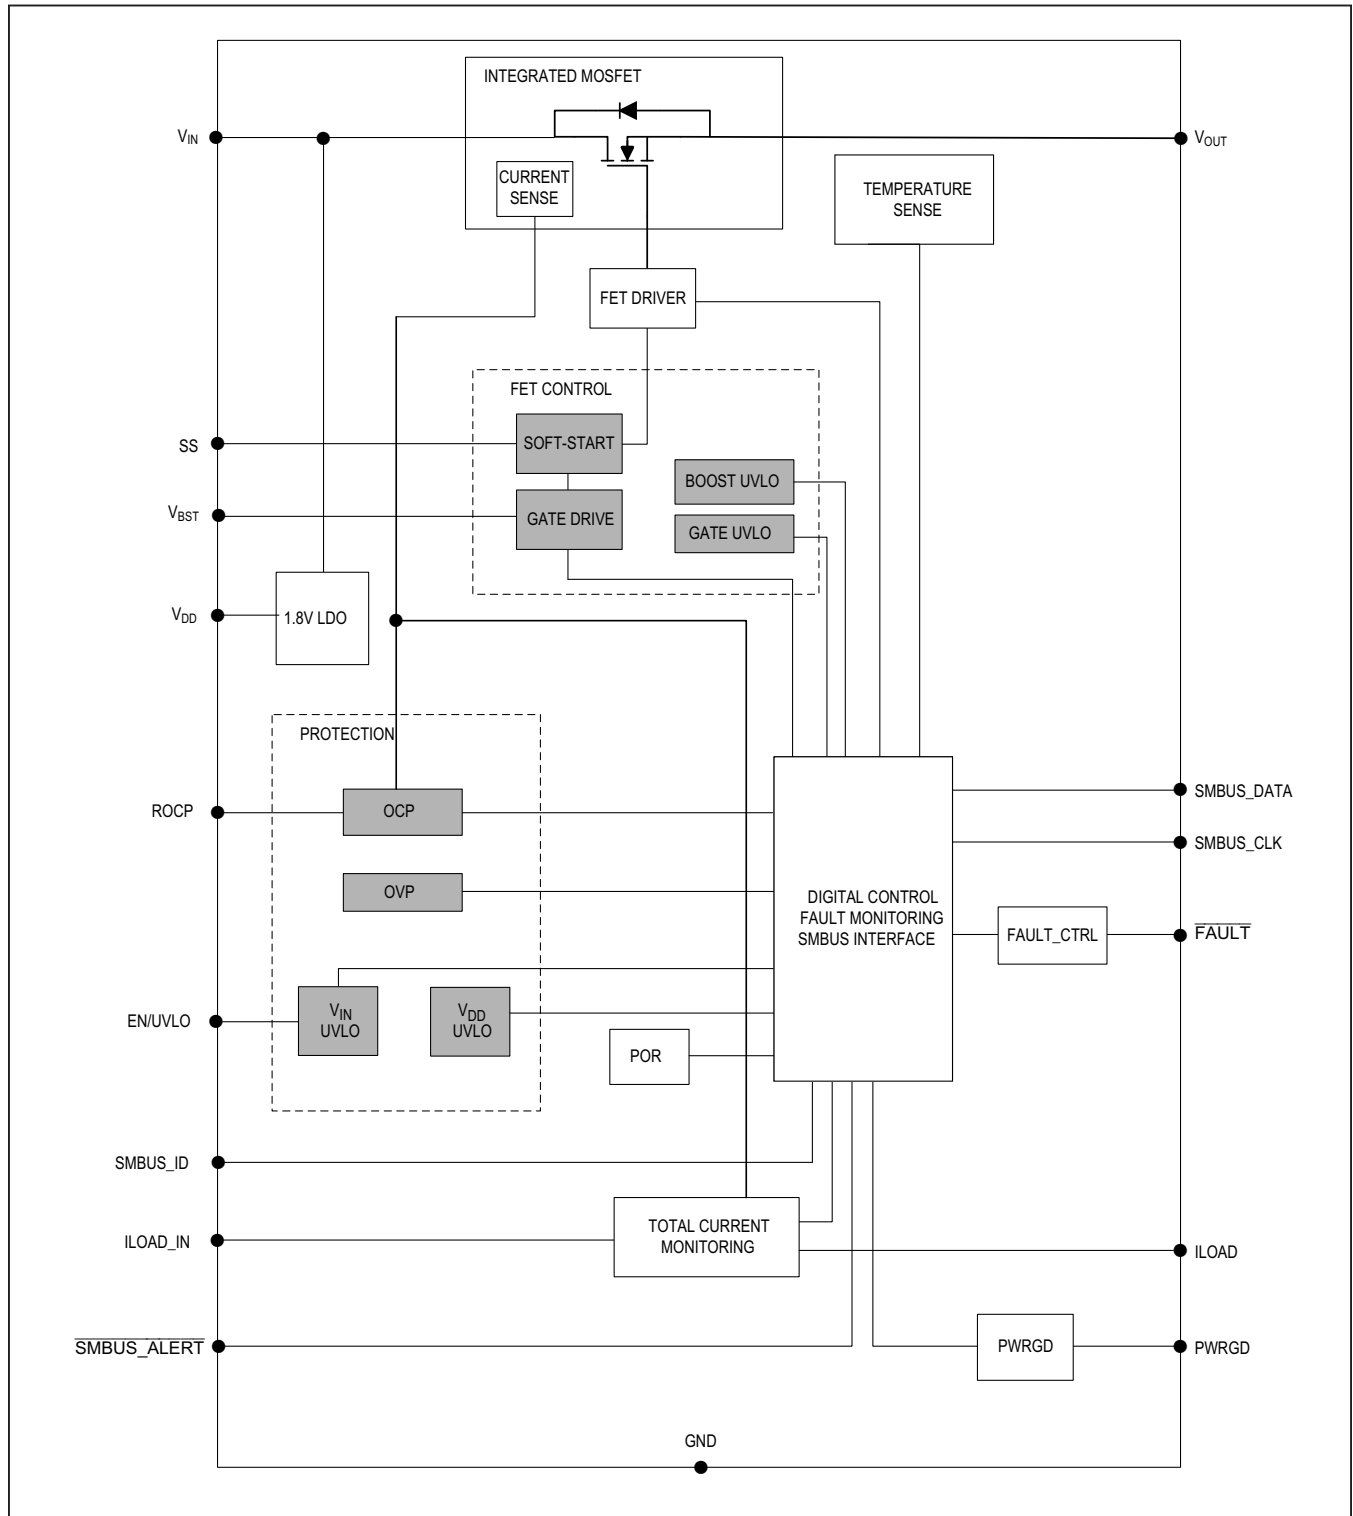 INTEGRATED MOSFET
VIN
VOUT
CURRENT
SENSE
TEMPERATURE
SENSE
FET DRIVER
FET CONTROL
SS
SOFT-START
BOOST UVLO
VBST
GATE DRIVE
GATE UVLO
VDD
1.8V LDO
PROTECTION
ROCP
OCP
SMBUS_DATA
SMBUS_CLK
OVP
DIGITAL CONTROL
FAULT MONITORING
SMBUS INTERFACE
FAULT_CTRL
FAULT
EN/UVLO
VIN
UVLO
VDD
UVLO
POR
SMBUS_ID
ILOAD_IN
TOTAL CURRENT
MONITORING
ILOAD
SMBUS_ALERT
PWRGD
PWRGD
GND